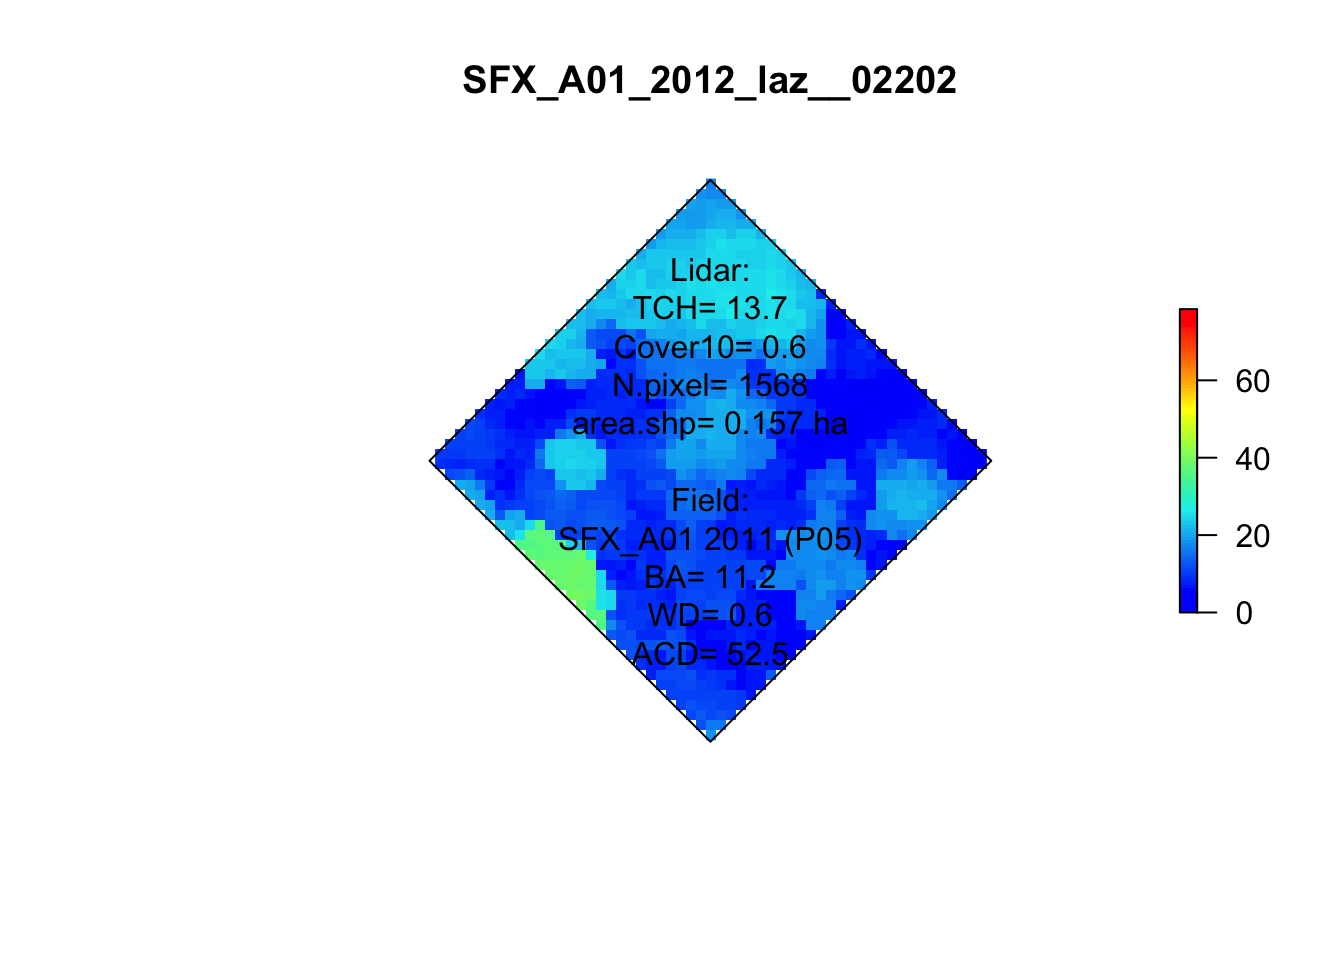 SFX_A01_2012_laz__02202
Lidar:
TCH= 13.7
Cover10= 0.6
N.pixel= 1568
area.shp= 0.157 ha
Field:
SFX_A01 2011 (P05)
BA= 11.2
WD= 0.6
ACD= 52.5
60
40
20
0